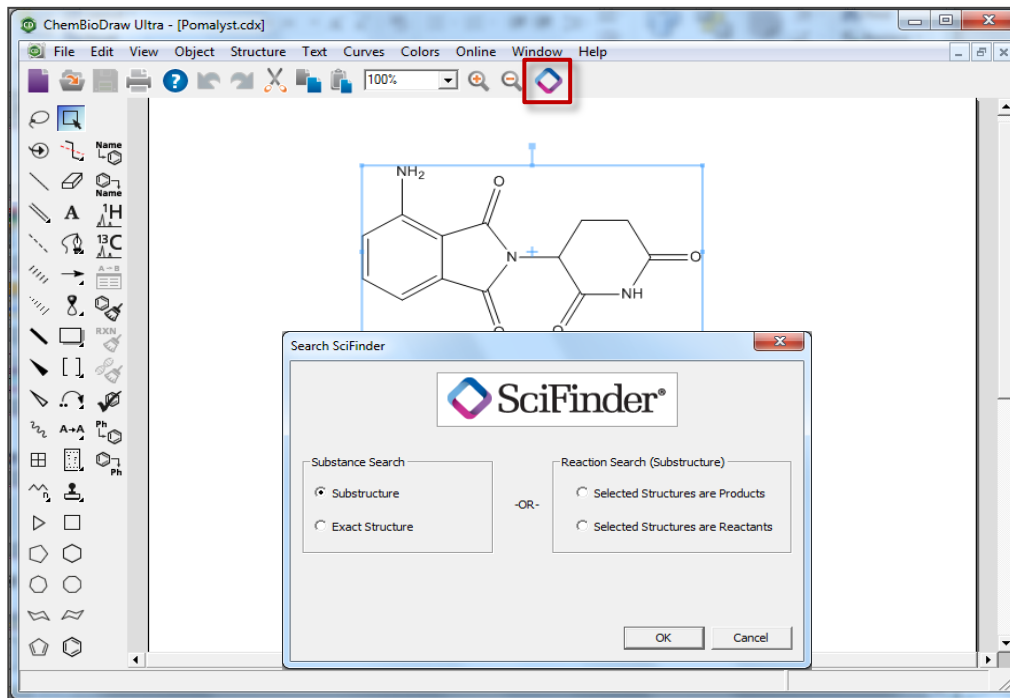 ChemBioDraw Ultra - [Pomalyst.cdx]
File Edit View Object Structure Text Curves Colors Online Window Help
100%
Name
Name
A
1H
13C
A→B
RXN
A→A
Ph
Ph
n
NH2
O
N
O
NH
O
O
Search SciFinder
SciFinder®
Substance Search
Substructure
Exact Structure
-OR-
Reaction Search (Substructure)
Selected Structures are Products
Selected Structures are Reactants
OK Cancel